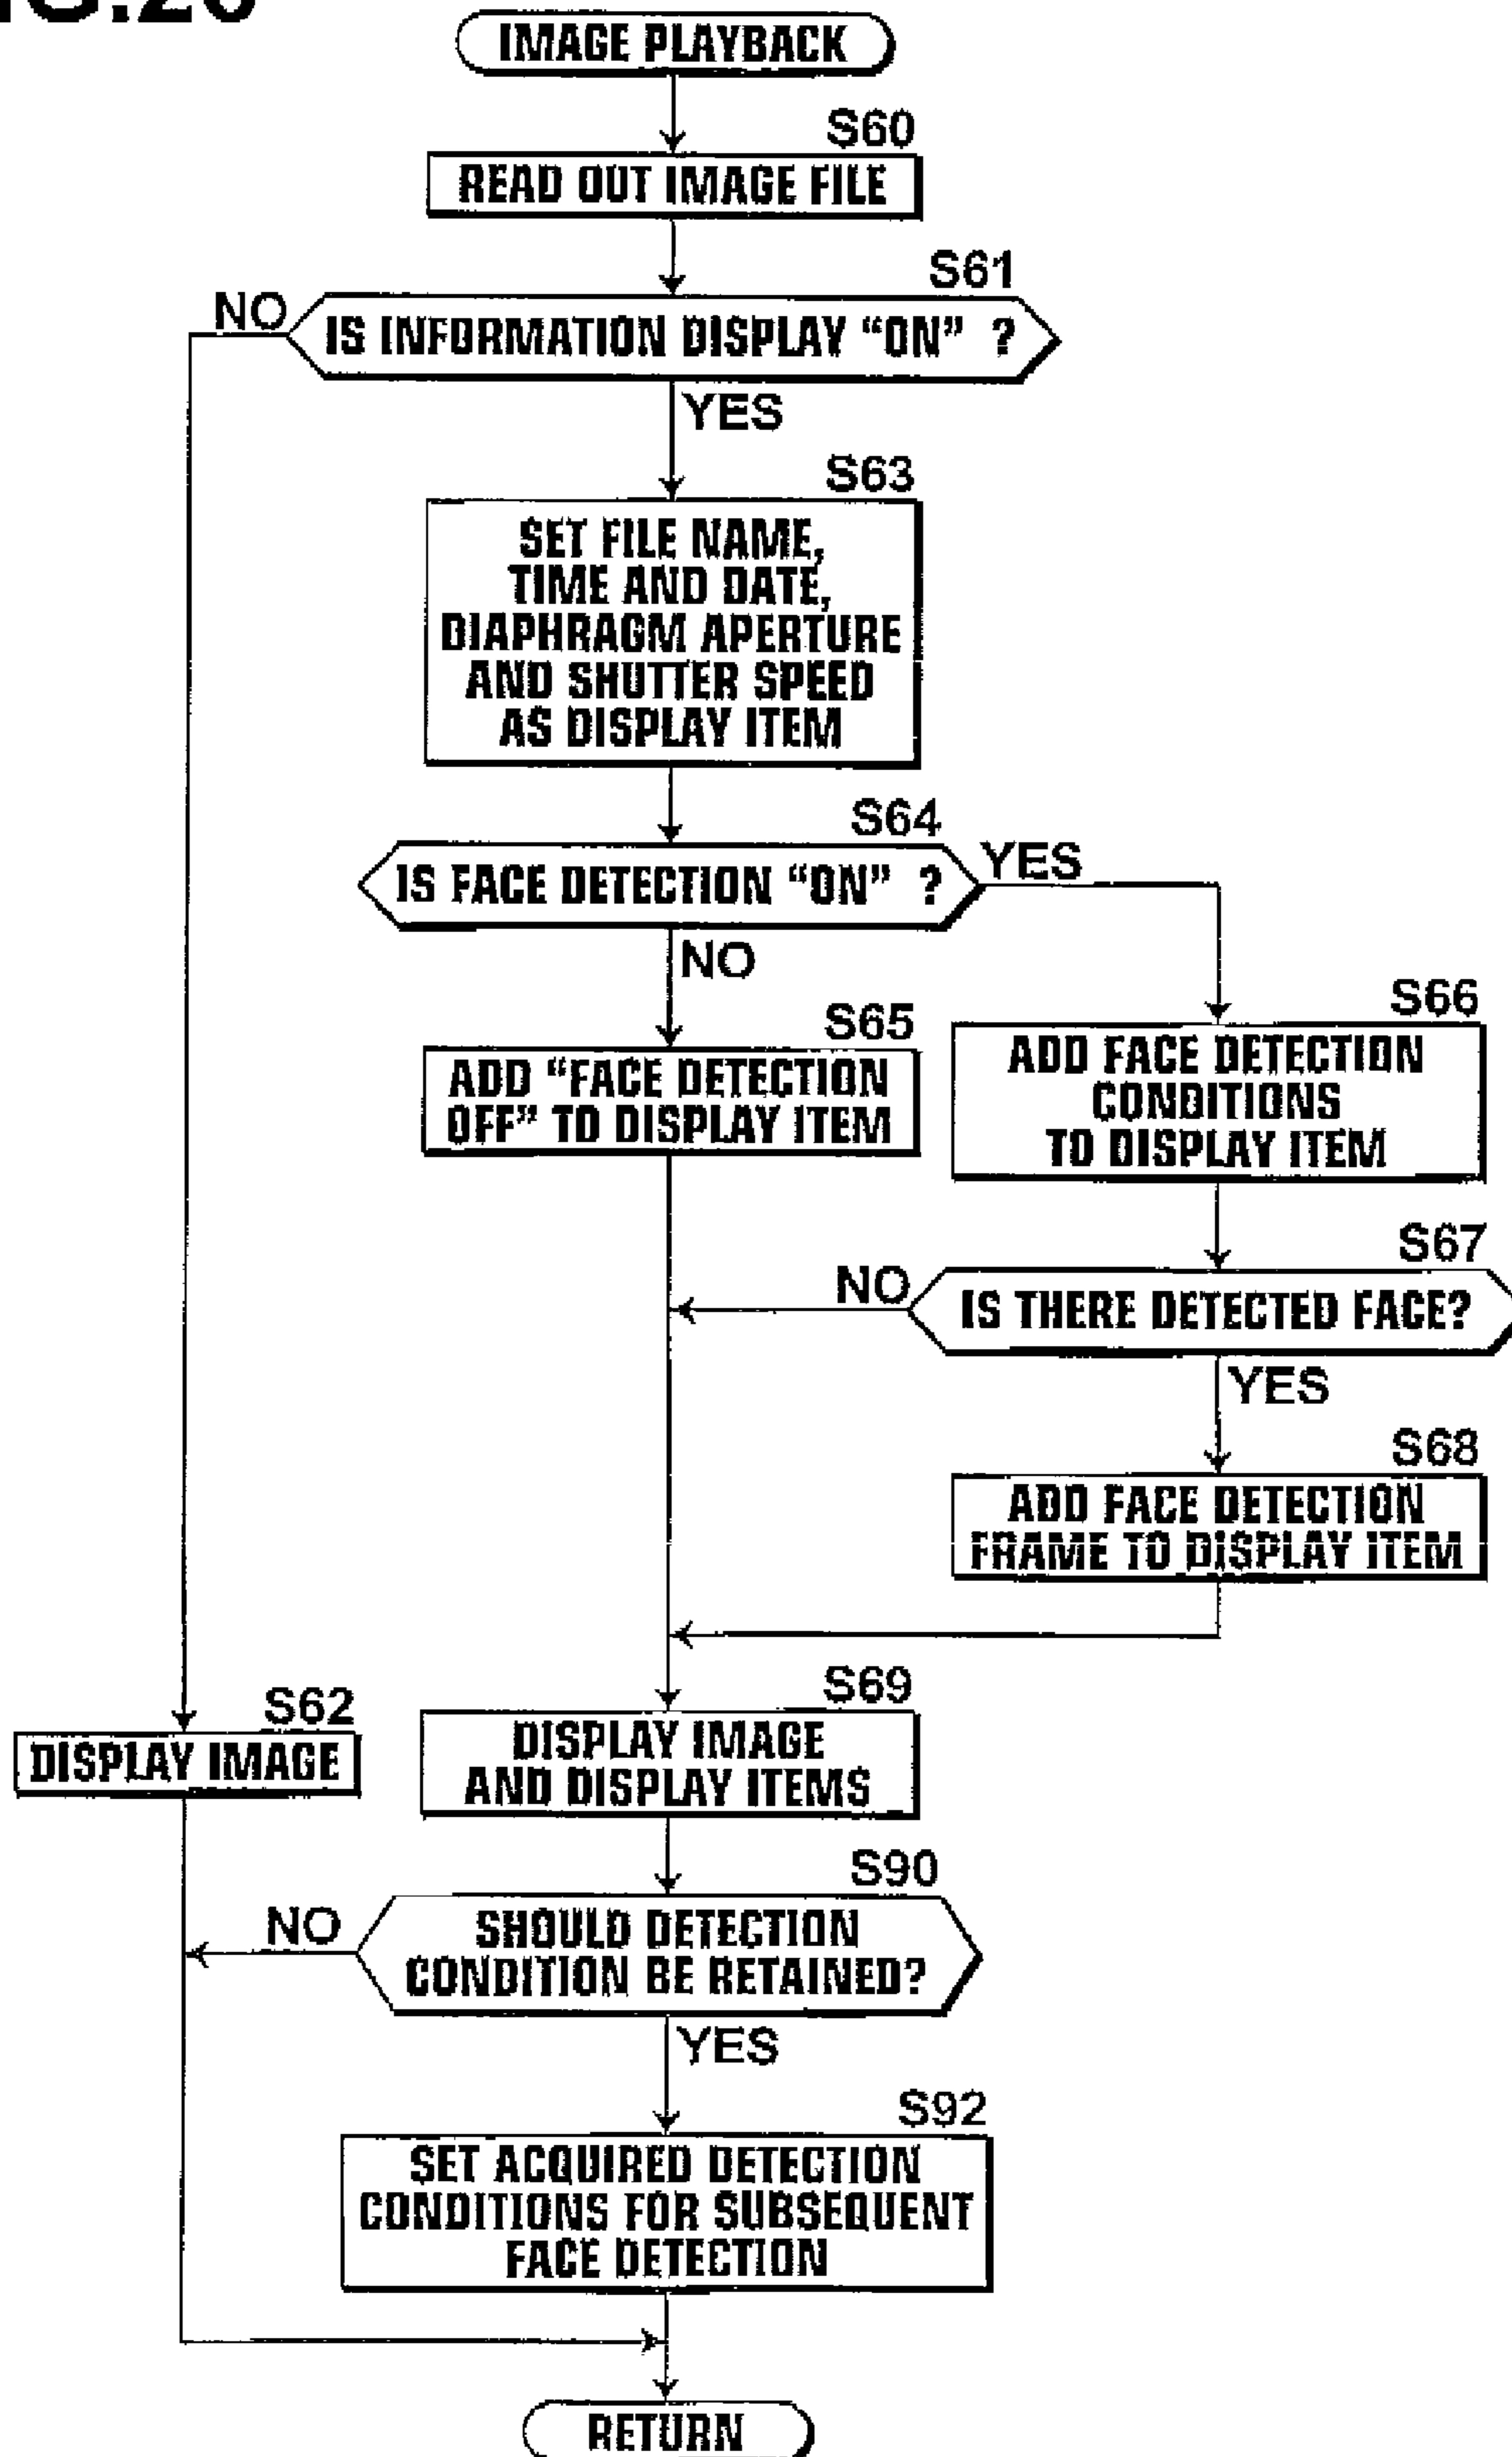 IMAGE PLAYBACK
S60
READ OUT IMAGE FILE
S61
NO
IS INFORMATION DISPLAY “ON” ?
YES
S63
SET FILE NAME,
TIME AND DATE,
DIAPHRAGM APERTURE
AND SHUTTER SPEED
AS DISPLAY ITEM
S64
IS FACE DETECTION “ON” ?
YES
NO
S65
ADD “FACE DETECTION
OFF” TO DISPLAY ITEM
S66
ADD FACE DETECTION
CONDITIONS
TO DISPLAY ITEM
S67
NO
IS THERE DETECTED FACE?
YES
S68
ADD FACE DETECTION
FRAME TO DISPLAY ITEM
S62
DISPLAY IMAGE
S69
DISPLAY IMAGE
AND DISPLAY ITEMS
S90
NO
SHOULD DETECTION
CONDITION BE RETAINED?
YES
S92
SET ACQUIRED DETECTION
CONDITIONS FOR SUBSEQUENT
FACE DETECTION
RETURN